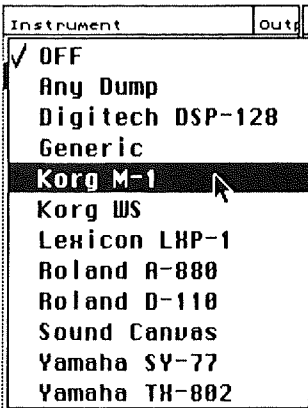 Instrument Outp
✓ OFF
Any Dump
Digitech DSP-128
Generic
Korg M-1
Korg WS
Lexicon LXP-1
Roland A-880
Roland D-110
Sound Canvas
Yamaha SY-77
Yamaha TX-802